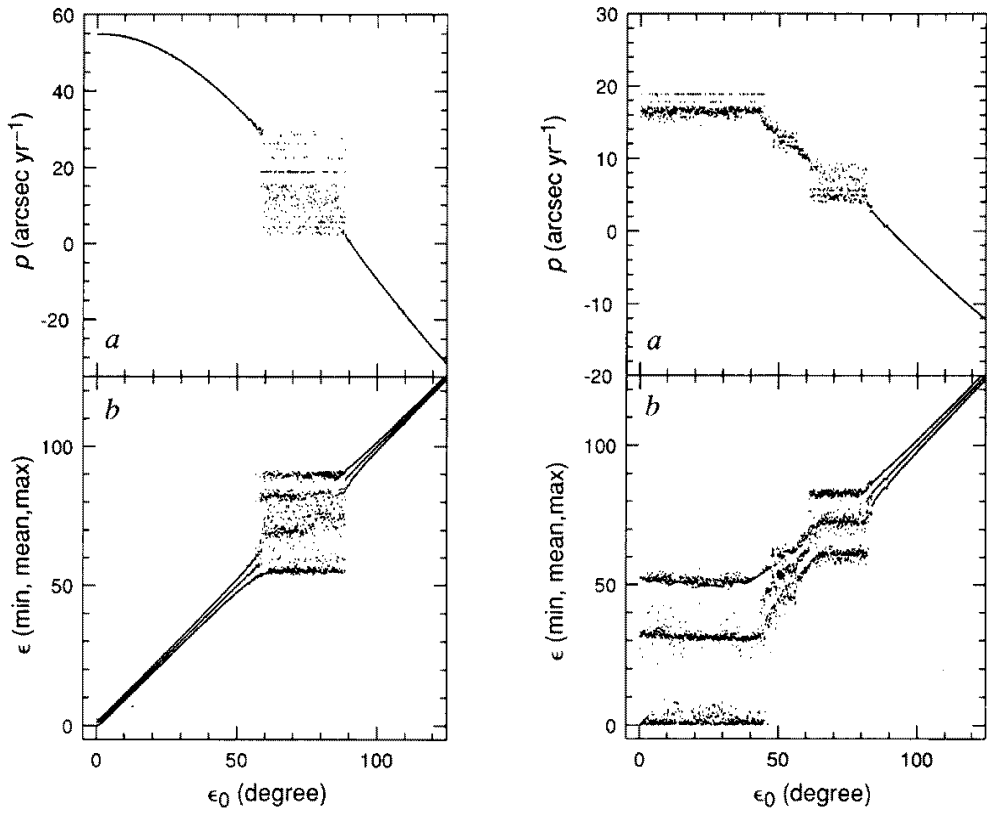 60
40
20
0
-20
p (arcsec yr⁻¹)
a
100
50
0
ϵ (min, mean,max)
b
0 50 100
ϵ₀ (degree)
30
20
10
0
-10
-20
p (arcsec yr⁻¹)
a
100
50
0
ϵ (min, mean,max)
b
0 50 100
ϵ₀ (degree)